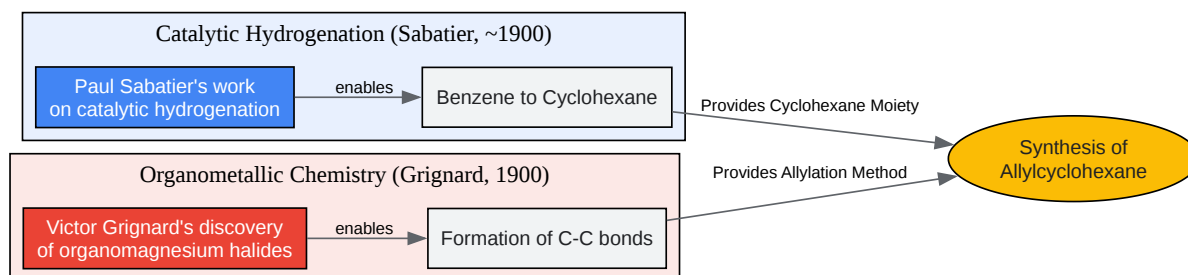 Catalytic Hydrogenation (Sabatier, ~1900)
Paul Sabatier's work
on catalytic hydrogenation
enables
Benzene to Cyclohexane
Provides Cyclohexane Moiety
Organometallic Chemistry (Grignard, 1900)
Victor Grignard's discovery
of organomagnesium halides
enables
Formation of C-C bonds
Provides Allylation Method
Synthesis of
Allylcyclohexane